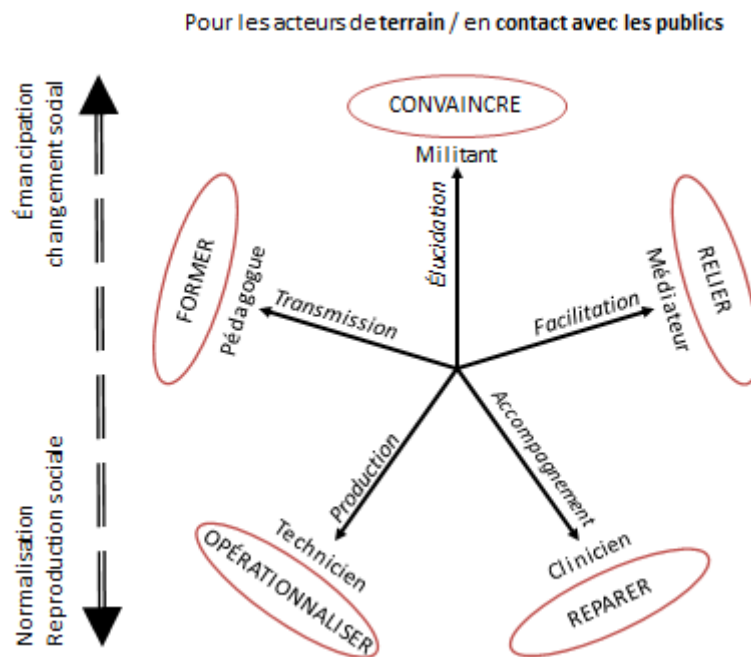 Pour les acteurs de terrain / en contact avec les publics
CONVAINCRE
Militant
Élucidation
Émancipation
changement social
FORMER
Pédagogue
Transmission
Facilitation
Médiateur
RELIER
Production
Technicien
OPÉRATIONNALISER
Accompagnement
Clinicien
REPARER
Normalisation
Reproduction sociale